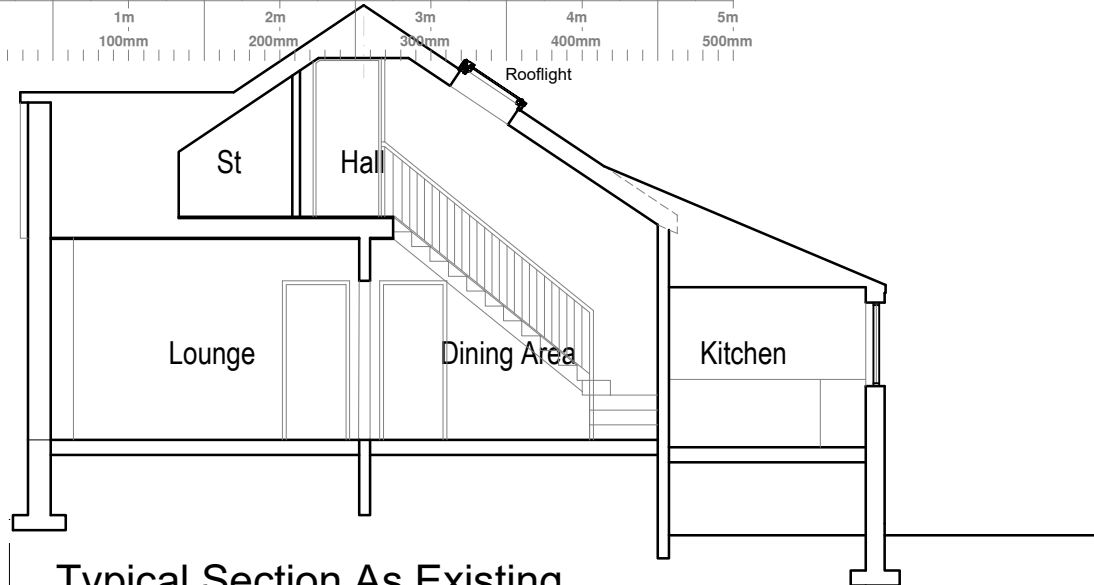 1m 2m 3m 4m 5m
100mm 200mm 300mm 400mm 500mm
Rooflight
St Hall
Lounge Dining Area Kitchen
Typical Section As Existing